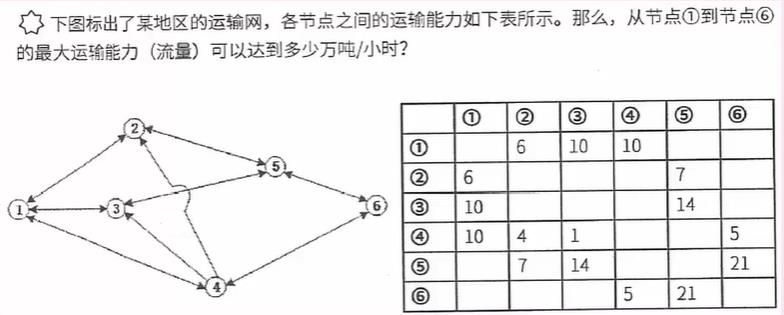 下图标出了某地区的运输网，各节点之间的运输能力如下表所示。那么，从节点①到节点⑥
的最大运输能力（流量）可以达到多少万吨/小时？
2
5
1
3
6
4
① ② ③ ④ ⑤ ⑥
① 6 10 10
② 6 7
③ 10 14
④ 10 4 1 5
⑤ 7 14 21
⑥ 5 21